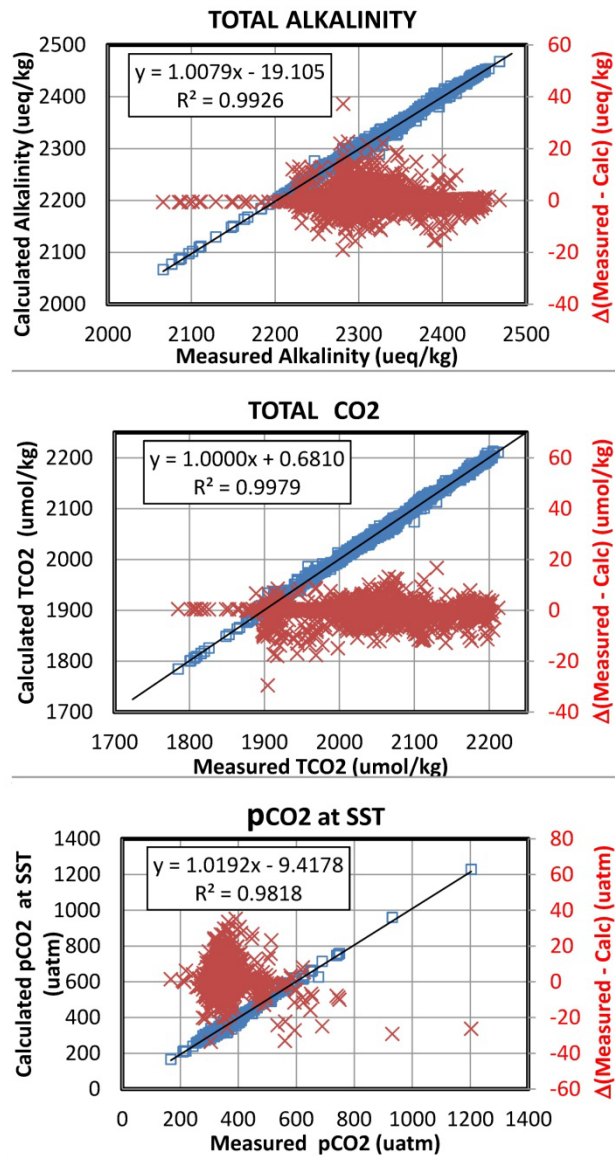 TOTAL ALKALINITY
2500
2400
2300
2200
2100
2000
Calculated Alkalinity (ueq/kg)
y = 1.0079x - 19.105
R² = 0.9926
60
40
20
0
-20
-40
Δ(Measured - Calc) (ueq/kg)
2000 2100 2200 2300 2400 2500
Measured Alkalinity (ueq/kg)
TOTAL CO2
2200
2100
2000
1900
1800
1700
Calculated TCO2 (umol/kg)
y = 1.0000x + 0.6810
R² = 0.9979
60
40
20
0
-20
-40
Δ(Measured - Calc) (umol/kg)
1700 1800 1900 2000 2100 2200
Measured TCO2 (umol/kg)
pCO2 at SST
1400
1200
1000
800
600
400
200
0
Calculated pCO2 at SST
(uatm)
y = 1.0192x - 9.4178
R² = 0.9818
80
60
40
20
0
-20
-40
-60
Δ(Measured - Calc) (uatm)
0 200 400 600 800 1000 1200 1400
Measured pCO2 (uatm)